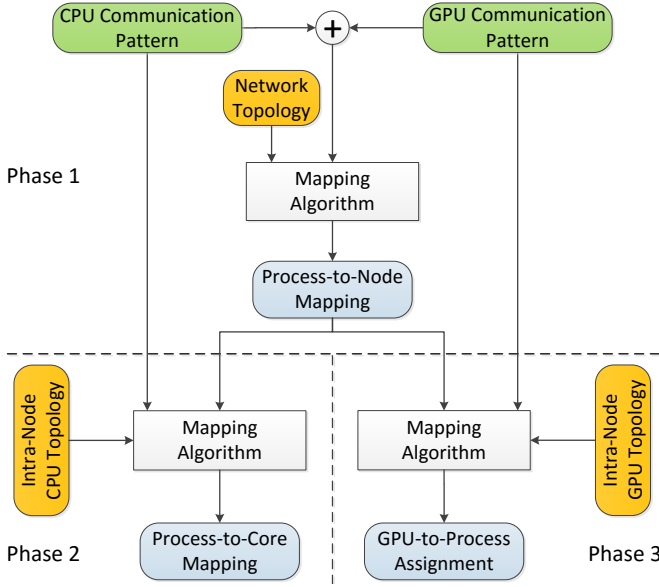 CPU Communication
Pattern
GPU Communication
Pattern
+
Network
Topology
Phase 1
Mapping
Algorithm
Process-to-Node
Mapping
Intra-Node
CPU Topology
Mapping
Algorithm
Mapping
Algorithm
Intra-Node
GPU Topology
Phase 2
Process-to-Core
Mapping
GPU-to-Process
Assignment
Phase 3